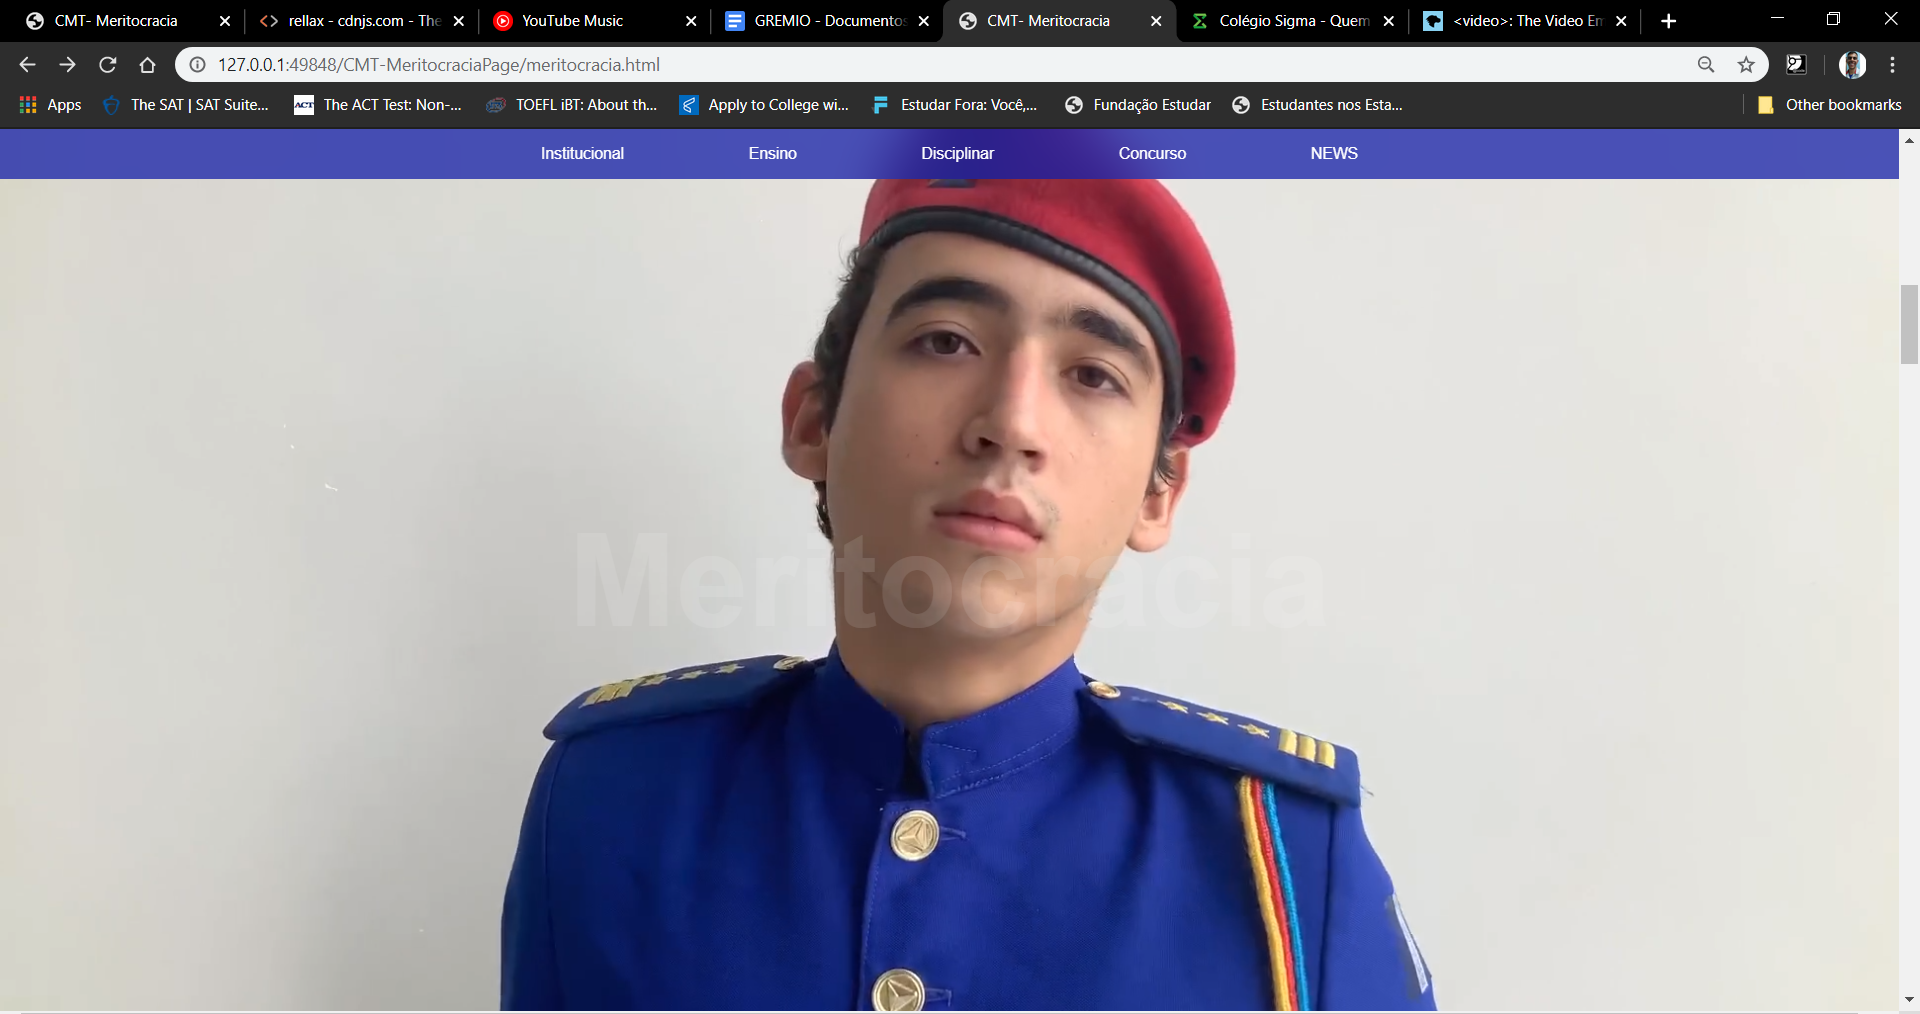 CMT- Meritocracia
rellax - cdnjs.com - The
YouTube Music
GREMIO - Documentos
CMT- Meritocracia
Colégio Sigma - Quem
<video>: The Video Em
127.0.0.1:49848/CMT-MeritocraciaPage/meritocracia.html
Apps
The SAT | SAT Suite...
ACT
The ACT Test: Non-...
TOEFL iBT: About th...
Apply to College wi...
Estudar Fora: Você,...
Fundação Estudar
Estudantes nos Esta...
Other bookmarks
Institucional
Ensino
Disciplinar
Concurso
NEWS
Meritocracia